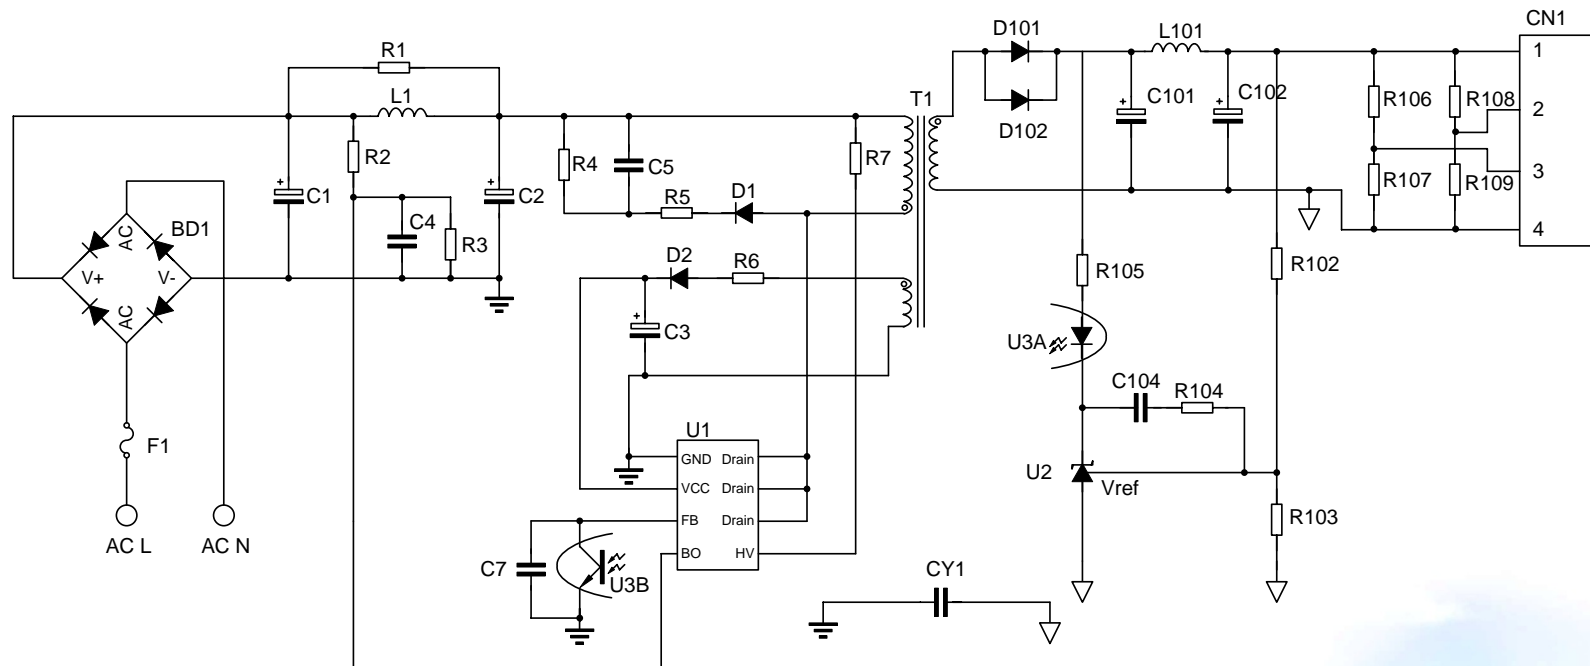 CN1
D101
L101
R1
1
L1
T1
C101
C102
R106
R108
D102
2
R2
R4
C5
R7
C1
C2
D1
R5
3
R107
R109
C4
AC
BD1
R3
4
V+
V-
D2
R6
R105
R102
AC
C3
U3A
C104
R104
F1
U1
GND
Drain
U2
Vref
VCC
Drain
FB
Drain
R103
AC L
AC N
BO
HV
C7
U3B
CY1
+
+
+
+
+